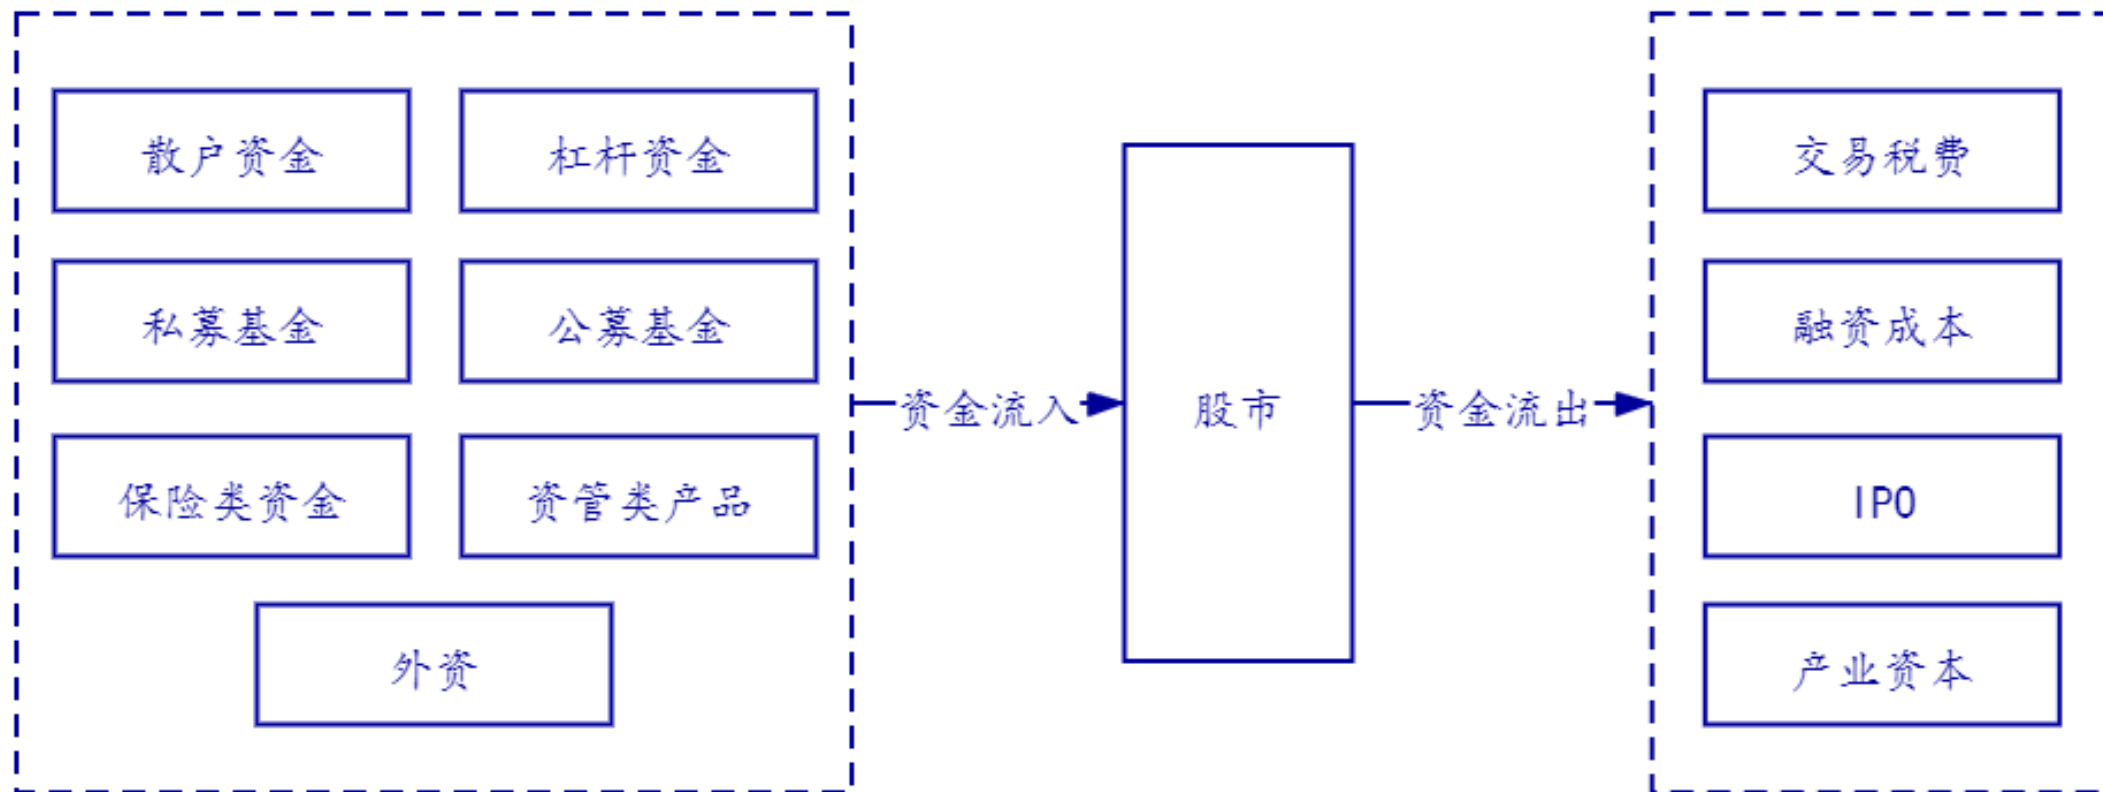 散户资金
杠杆资金
私募基金
公募基金
保险类资金
资管类产品
外资
资金流入
股市
资金流出
交易税费
融资成本
IPO
产业资本